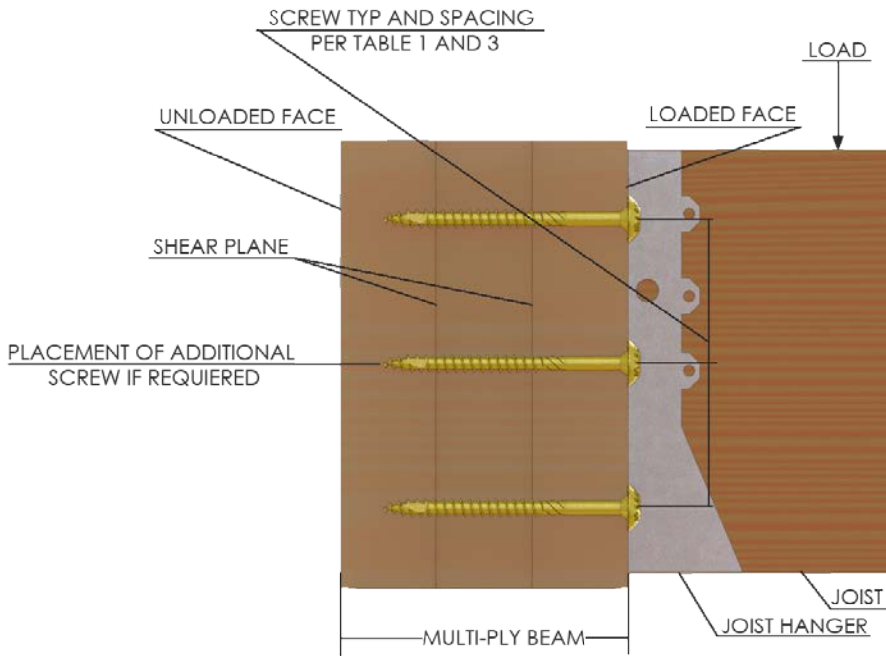 SCREW TYP AND SPACING
PER TABLE 1 AND 3
LOAD
UNLOADED FACE
LOADED FACE
SHEAR PLANE
PLACEMENT OF ADDITIONAL
SCREW IF REQUIERED
JOIST
MULTI-PLY BEAM
JOIST HANGER